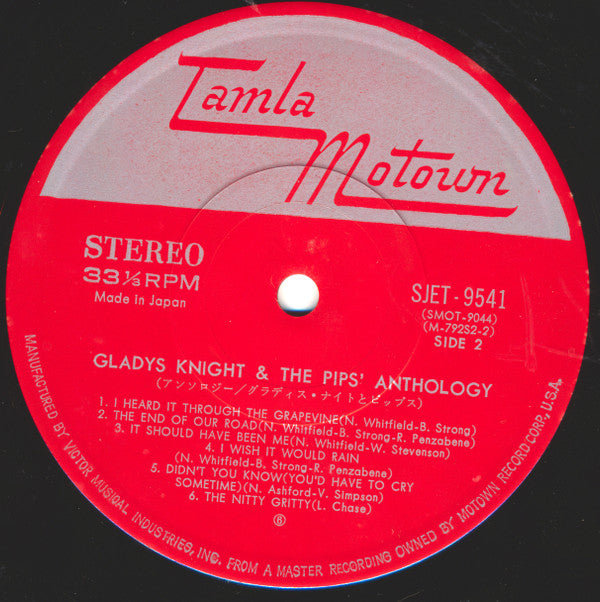 Tamla
Motown
STEREO
33⅓ RPM
Made in Japan
SJET-9541
(SMOT-9044)
(M-792S2-2)
SIDE 2
GLADYS KNIGHT & THE PIPS' ANTHOLOGY
(アンソロジー/グラディス・ナイトとピップス)
1. I HEARD IT THROUGH THE GRAPEVINE(N. Whitfield-B. Strong)
2. THE END OF OUR ROAD(N. Whitfield-B. Strong-R. Penzabene)
3. IT SHOULD HAVE BEEN ME(N. Whitfield-W. Stevenson)
4. I WISH IT WOULD RAIN
(N. Whitfield-B. Strong-R. Penzabene)
5. DIDN'T YOU KNOW(YOU'D HAVE TO CRY
SOMETIME)(N. Ashford-V. Simpson)
6. THE NITTY GRITTY(L. Chase)
MANUFACTURED BY VICTOR MUSICAL INDUSTRIES, INC. FROM A MASTER RECORDING OWNED BY MOTOWN RECORD CORP., U.S.A.